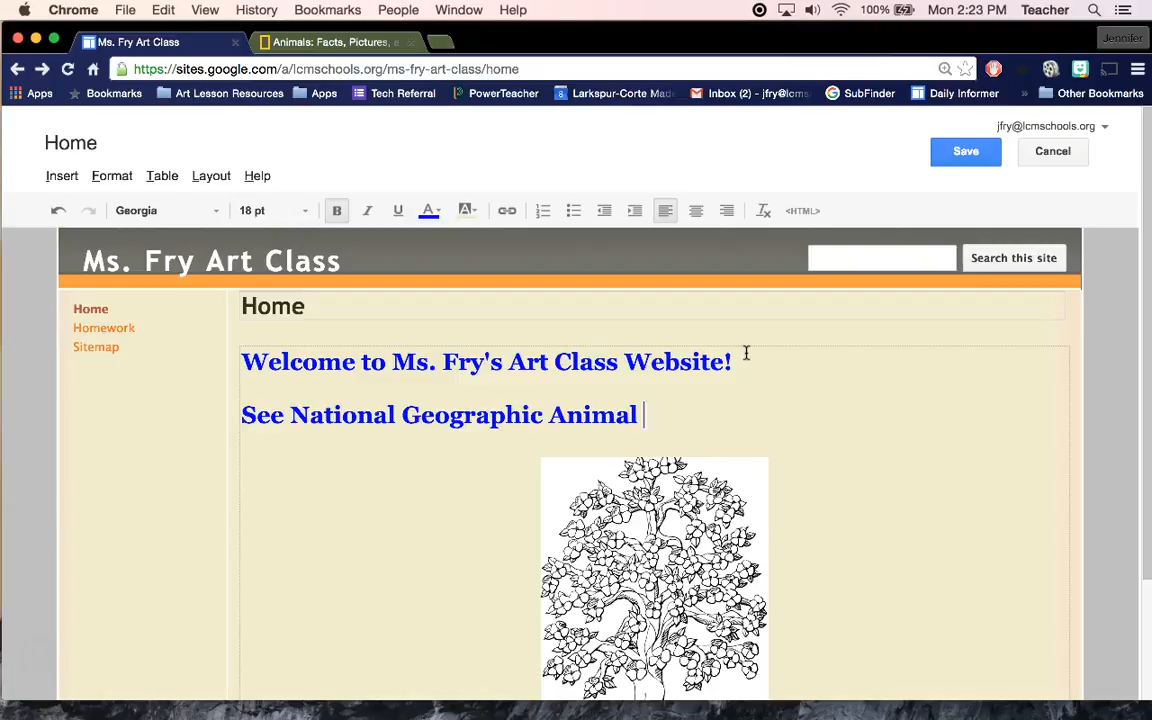 Chrome File Edit View History Bookmarks People Window Help 100% Mon 2:23 PM Teacher
Ms. Fry Art Class Animals: Facts, Pictures, a Jennifer
https://sites.google.com/a/lcmschools.org/ms-fry-art-class/home
Apps Bookmarks Art Lesson Resources Apps Tech Referral PowerTeacher Larkspur-Corte Made Inbox (2) - jfry@lcms SubFinder Daily Informer » Other Bookmarks
jfry@lcmschools.org
Home Save Cancel
Insert Format Table Layout Help
Georgia 18 pt B I U A A <HTML>
Ms. Fry Art Class Search this site
Home
Homework
Sitemap
Home
Welcome to Ms. Fry's Art Class Website!
See National Geographic Animal